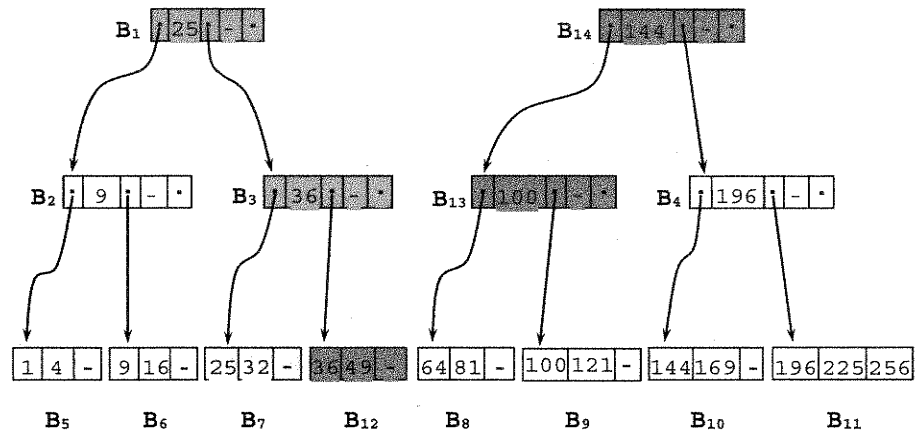 B₁ 25 - B₁₄ 144 -
B₂ 9 - B₃ 36 - B₁₃ 100 - B₄ 196 -
1 4 - 9 16 - 25 32 - 36 49 - 64 81 - 100 121 - 144 169 - 196 225 256
B₅ B₆ B₇ B₁₂ B₈ B₉ B₁₀ B₁₁